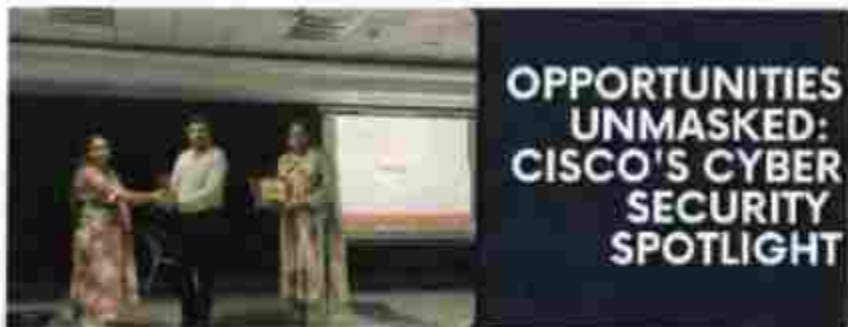 OPPORTUNITIES
UNMASKED:
CISCO'S CYBER
SECURITY
SPOTLIGHT